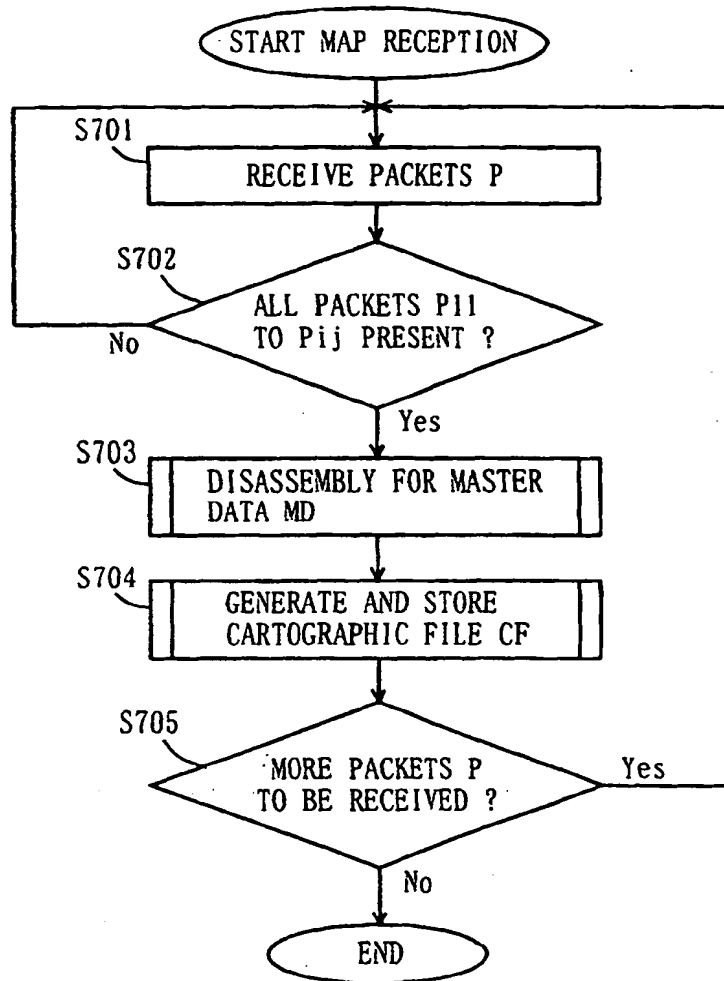 START MAP RECEPTION
S701
RECEIVE PACKETS P
S702
ALL PACKETS P11
TO Pij PRESENT ?
No
Yes
S703
DISASSEMBLY FOR MASTER
DATA MD
S704
GENERATE AND STORE
CARTOGRAPHIC FILE CF
S705
MORE PACKETS P
TO BE RECEIVED ?
Yes
No
END